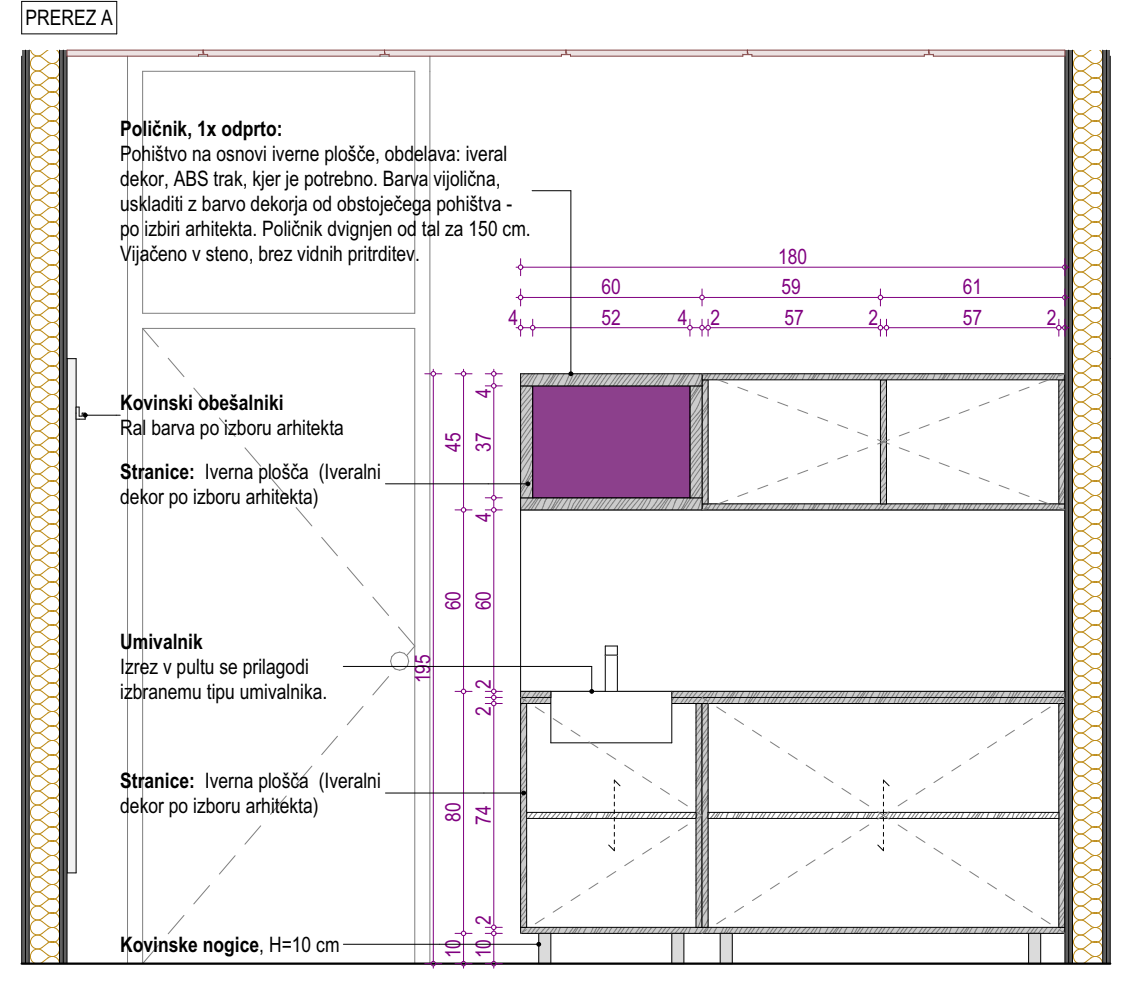 PREREZ A
Poličnik, 1x odprto:
Pohištvo na osnovi iverne plošče, obdelava: iveral
dekor, ABS trak, kjer je potrebno. Barva vijolična,
uskladiti z barvo dekorja od obstoječega pohištva -
po izbiri arhitekta. Poličnik dvignjen od tal za 150 cm.
Vijačeno v steno, brez vidnih pritrditev.
180
60 59 61
4 52 4 2 57 2 57 2
Kovinski obešalniki
Ral barva po izboru arhitekta
Stranice: Iverna plošča (Iveralni
dekor po izboru arhitekta)
4
45 37
4
60 60
195
Umivalnik
Izrez v pultu se prilagodi
izbranemu tipu umivalnika.
2
2
Stranice: Iverna plošča (Iveralni
dekor po izboru arhitekta)
80 74
2
Kovinske nogice, H=10 cm
10 10